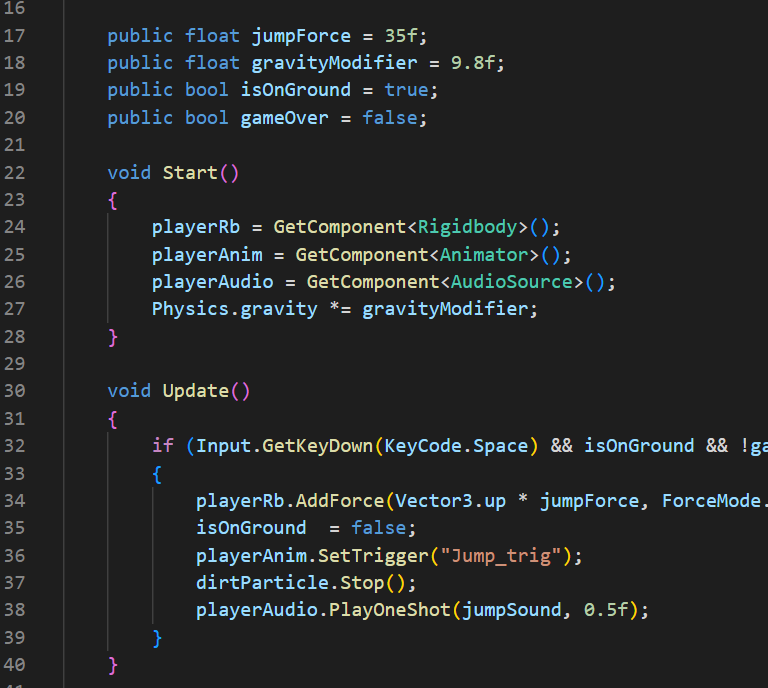 16
17 public float jumpForce = 35f;
18 public float gravityModifier = 9.8f;
19 public bool isOnGround = true;
20 public bool gameOver = false;
21
22 void Start()
23 {
24 playerRb = GetComponent<Rigidbody>();
25 playerAnim = GetComponent<Animator>();
26 playerAudio = GetComponent<AudioSource>();
27 Physics.gravity *= gravityModifier;
28 }
29
30 void Update()
31 {
32 if (Input.GetKeyDown(KeyCode.Space) && isOnGround && !ga
33 {
34 playerRb.AddForce(Vector3.up * jumpForce, ForceMode.
35 isOnGround  = false;
36 playerAnim.SetTrigger("Jump_trig");
37 dirtParticle.Stop();
38 playerAudio.PlayOneShot(jumpSound, 0.5f);
39 }
40 }